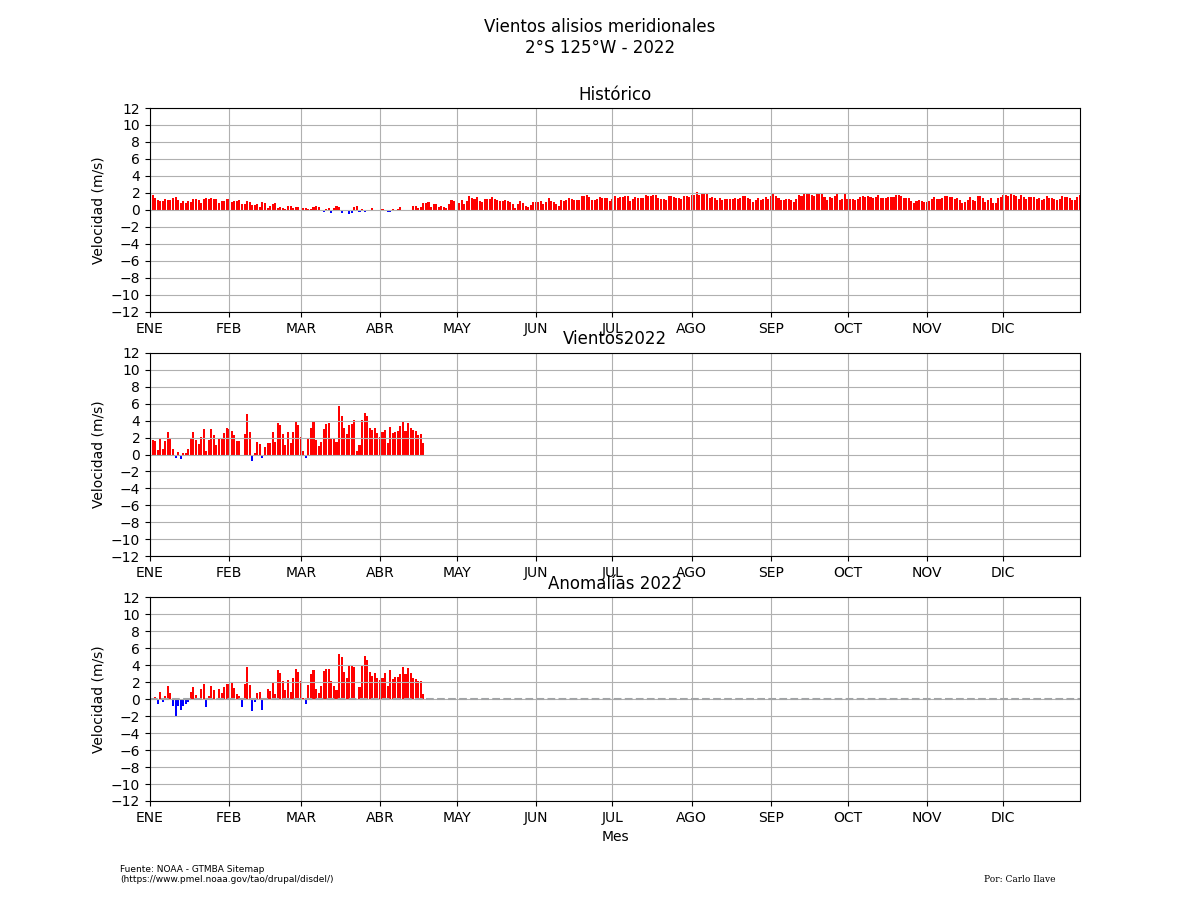 Vientos alisios meridionales
2°S 125°W - 2022
Histórico
12
10
8
6
4
2
0
−2
−4
−6
−8
−10
−12
Velocidad (m/s)
ENE FEB MAR ABR MAY JUN JUL AGO SEP OCT NOV DIC
Vientos2022
12
10
8
6
4
2
0
−2
−4
−6
−8
−10
−12
Velocidad (m/s)
ENE FEB MAR ABR MAY JUN JUL AGO SEP OCT NOV DIC
Anomalías 2022
12
10
8
6
4
2
0
−2
−4
−6
−8
−10
−12
Velocidad (m/s)
ENE FEB MAR ABR MAY JUN JUL AGO SEP OCT NOV DIC
Mes
Fuente: NOAA - GTMBA Sitemap
(https://www.pmel.noaa.gov/tao/drupal/disdel/)
Por: Carlo Ilave